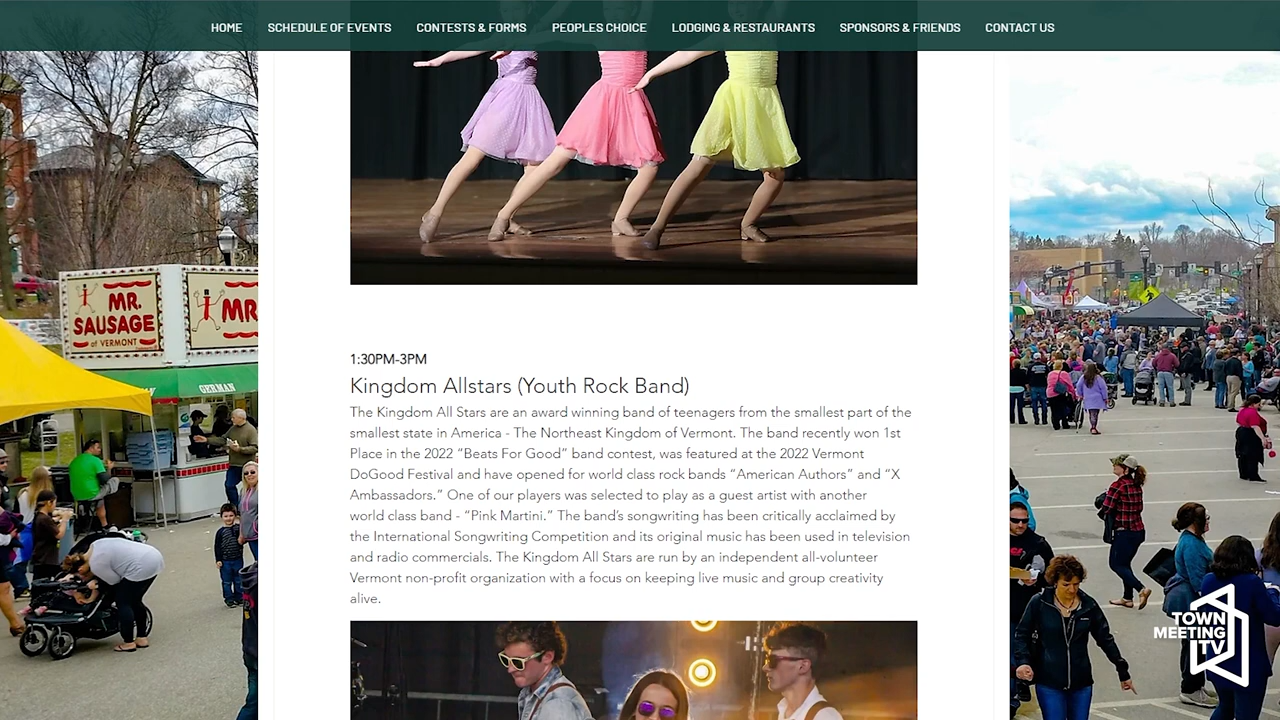 HOME SCHEDULE OF EVENTS CONTESTS & FORMS PEOPLES CHOICE LODGING & RESTAURANTS SPONSORS & FRIENDS CONTACT US
MR.
SAUSAGE
of VERMONT
MR
GERMAN
1:30PM-3PM
Kingdom Allstars (Youth Rock Band)
The Kingdom All Stars are an award winning band of teenagers from the smallest part of the
smallest state in America - The Northeast Kingdom of Vermont. The band recently won 1st
Place in the 2022 “Beats For Good” band contest, was featured at the 2022 Vermont
DoGood Festival and have opened for world class rock bands “American Authors” and “X
Ambassadors.” One of our players was selected to play as a guest artist with another
world class band - “Pink Martini.” The band’s songwriting has been critically acclaimed by
the International Songwriting Competition and its original music has been used in television
and radio commercials. The Kingdom All Stars are run by an independent all-volunteer
Vermont non-profit organization with a focus on keeping live music and group creativity
alive.
TOWN
MEETING
TV